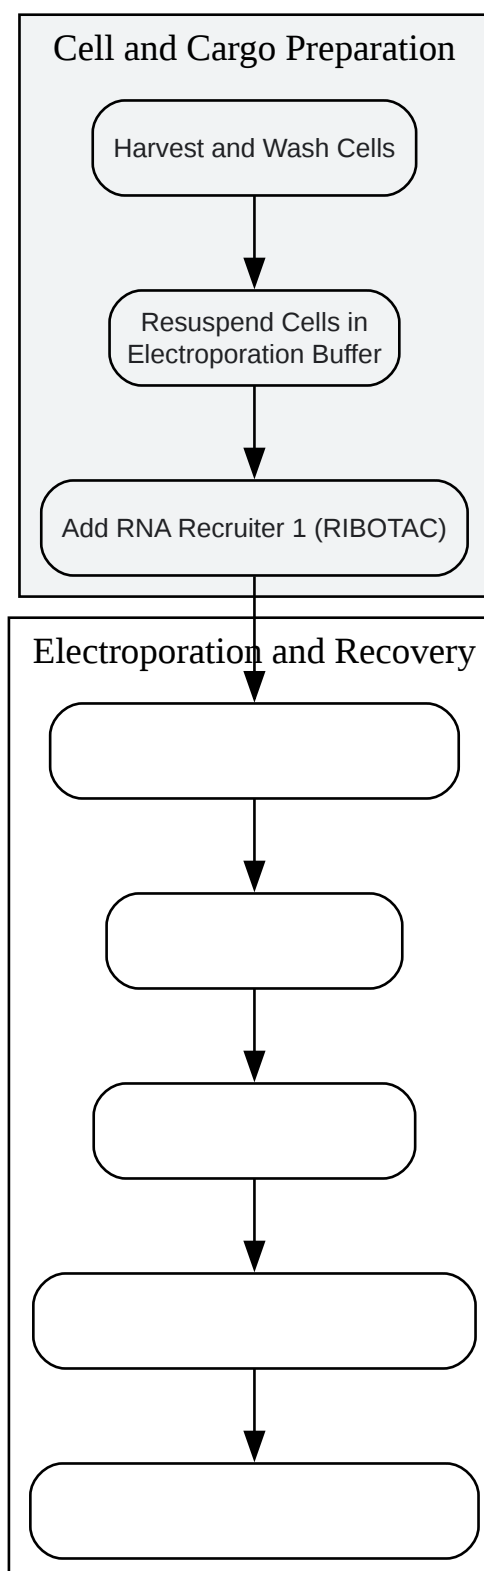 Cell and Cargo Preparation
Harvest and Wash Cells
Resuspend Cells in
Electroporation Buffer
Add RNA Recruiter 1 (RIBOTAC)
Electroporation and Recovery